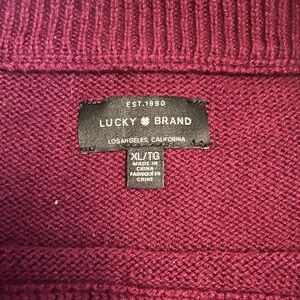 EST.1990
LUCKY BRAND
LOS ANGELES, CALIFORNIA
XL/TG
MADE IN
CHINA
FABRIQUÉ EN
CHINE